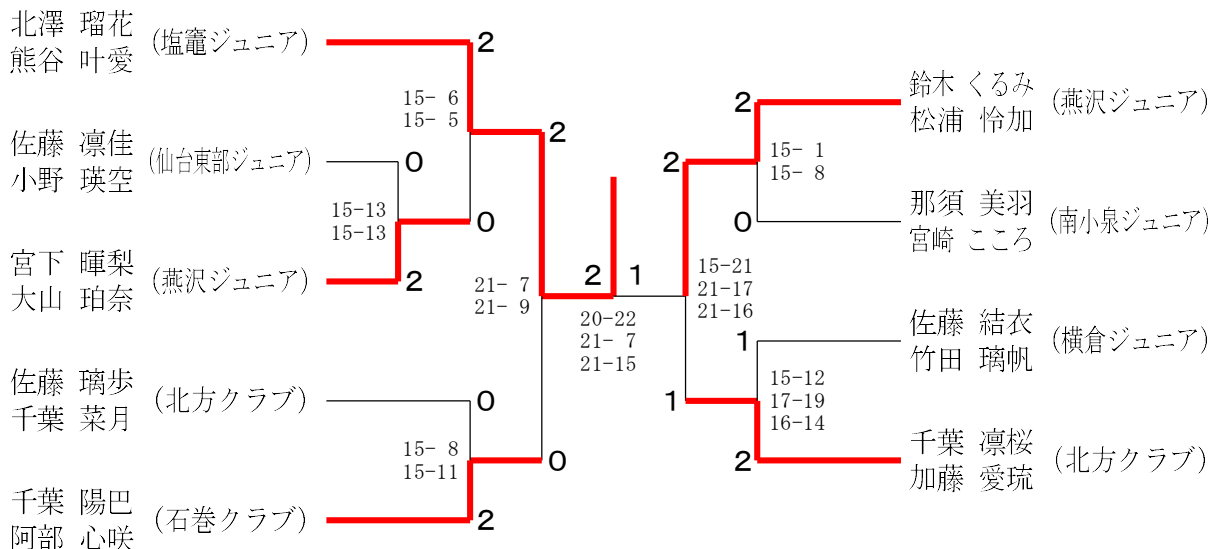 北澤 瑠花
熊谷 叶愛
(塩竈ジュニア)
2
15- 6
15- 5
2
佐藤 凛佳
小野 瑛空
(仙台東部ジュニア)
0
15-13
15-13
0
宮下 暉梨
大山 珀奈
(燕沢ジュニア)
2
21- 7
21- 9
佐藤 璃歩
千葉 菜月
(北方クラブ)
0
15- 8
15-11
0
千葉 陽巴
阿部 心咲
(石巻クラブ)
2
2
1
20-22
21- 7
21-15
鈴木 くるみ
松浦 怜加
(燕沢ジュニア)
2
2
15- 1
15- 8
那須 美羽
宮崎 こころ
(南小泉ジュニア)
0
15-21
21-17
21-16
佐藤 結衣
竹田 璃帆
(横倉ジュニア)
1
1
15-12
17-19
16-14
千葉 凛桜
加藤 愛琉
(北方クラブ)
2